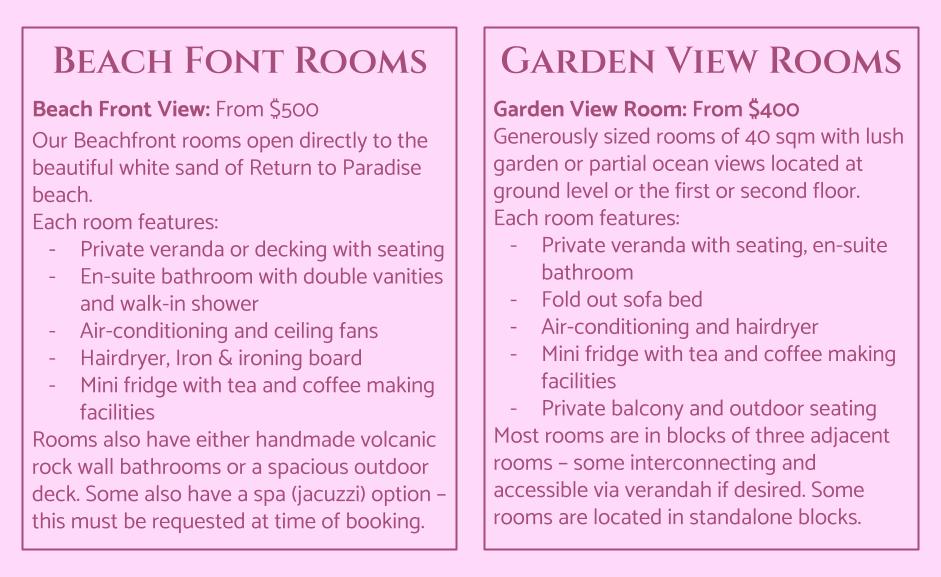 Beach Font Rooms
Beach Front View: From $500
Our Beachfront rooms open directly to the
beautiful white sand of Return to Paradise
beach.
Each room features:
- Private veranda or decking with seating
- En-suite bathroom with double vanities
and walk-in shower
- Air-conditioning and ceiling fans
- Hairdryer, Iron & ironing board
- Mini fridge with tea and coffee making
facilities
Rooms also have either handmade volcanic
rock wall bathrooms or a spacious outdoor
deck. Some also have a spa (jacuzzi) option –
this must be requested at time of booking.
Garden View Rooms
Garden View Room: From $400
Generously sized rooms of 40 sqm with lush
garden or partial ocean views located at
ground level or the first or second floor.
Each room features:
- Private veranda with seating, en-suite
bathroom
- Fold out sofa bed
- Air-conditioning and hairdryer
- Mini fridge with tea and coffee making
facilities
- Private balcony and outdoor seating
Most rooms are in blocks of three adjacent
rooms – some interconnecting and
accessible via verandah if desired. Some
rooms are located in standalone blocks.